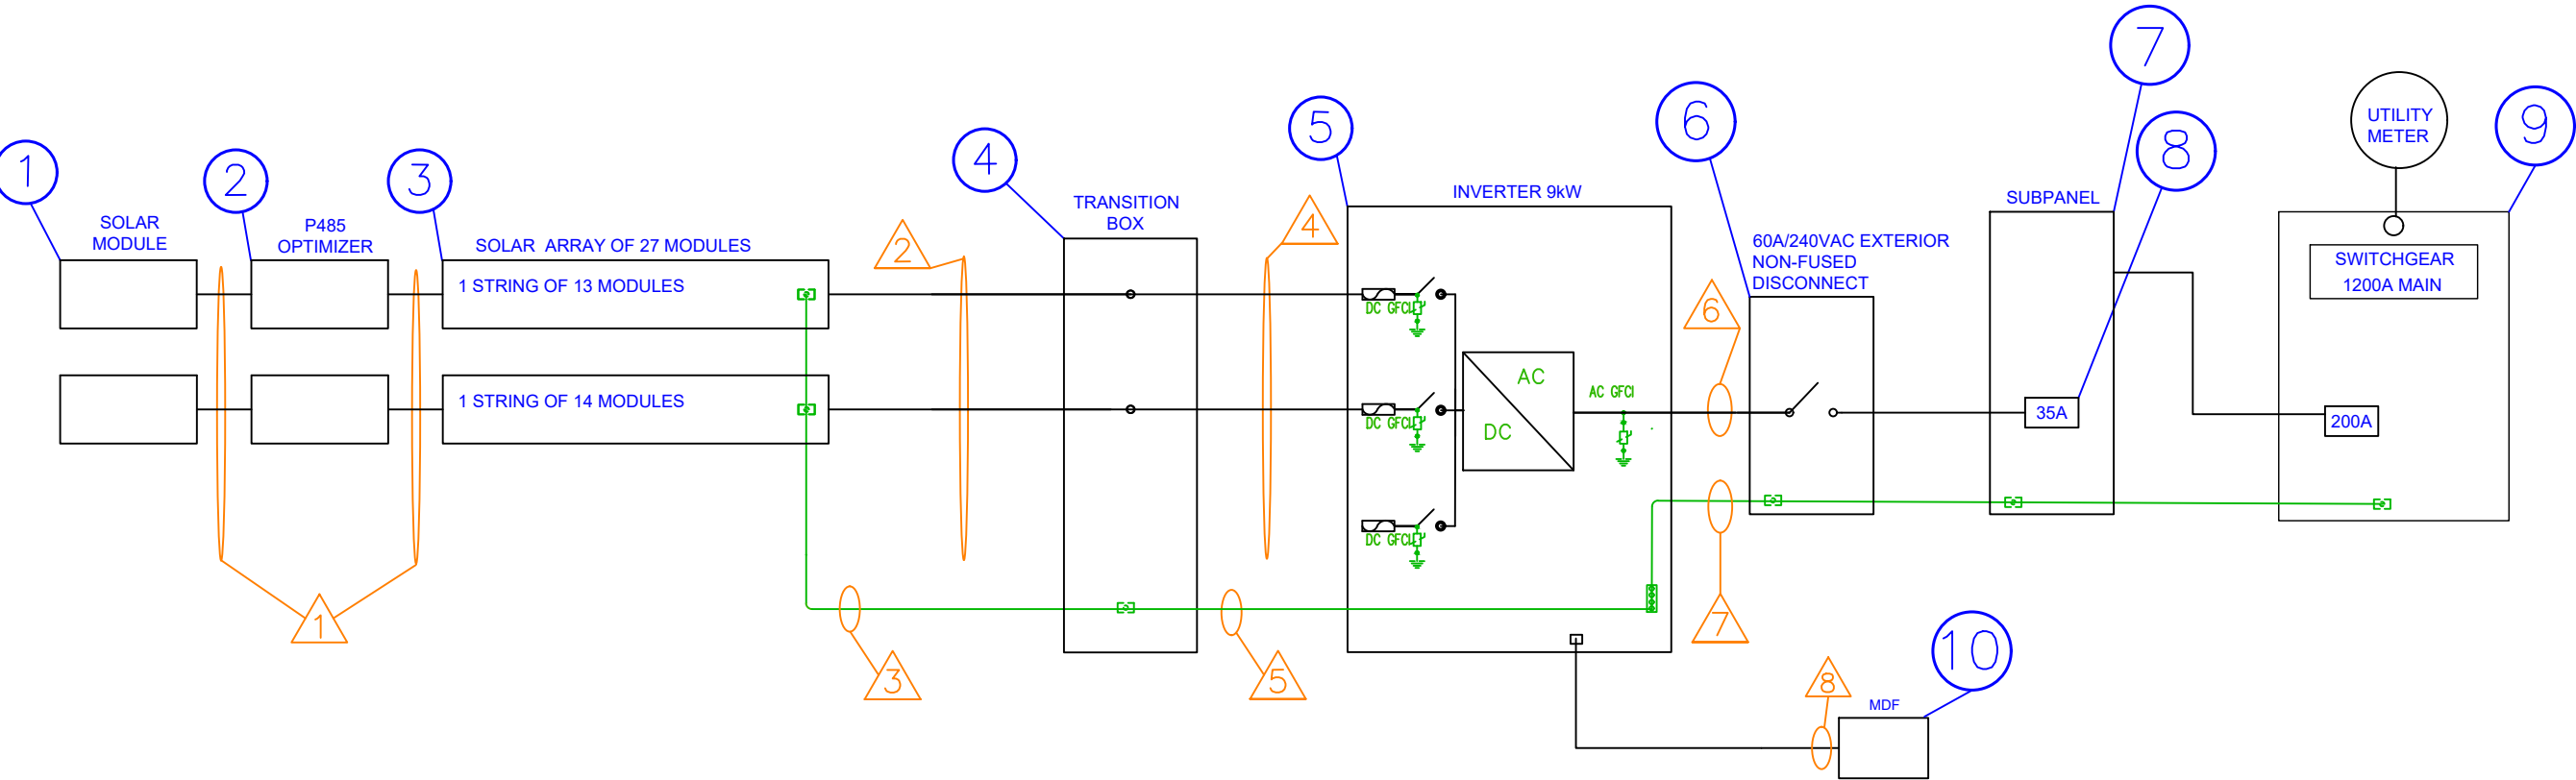 1
SOLAR
MODULE
2
P485
OPTIMIZER
3
SOLAR ARRAY OF 27 MODULES
1 STRING OF 13 MODULES
1 STRING OF 14 MODULES
1
2
3
4
TRANSITION
BOX
4
5
5
INVERTER 9kW
DC GFCI
DC GFCI
DC GFCI
AC
DC
AC GFCI
6
60A/240VAC EXTERIOR
NON-FUSED
DISCONNECT
6
7
7
SUBPANEL
8
35A
UTILITY
METER
9
SWITCHGEAR
1200A MAIN
200A
8
MDF
10